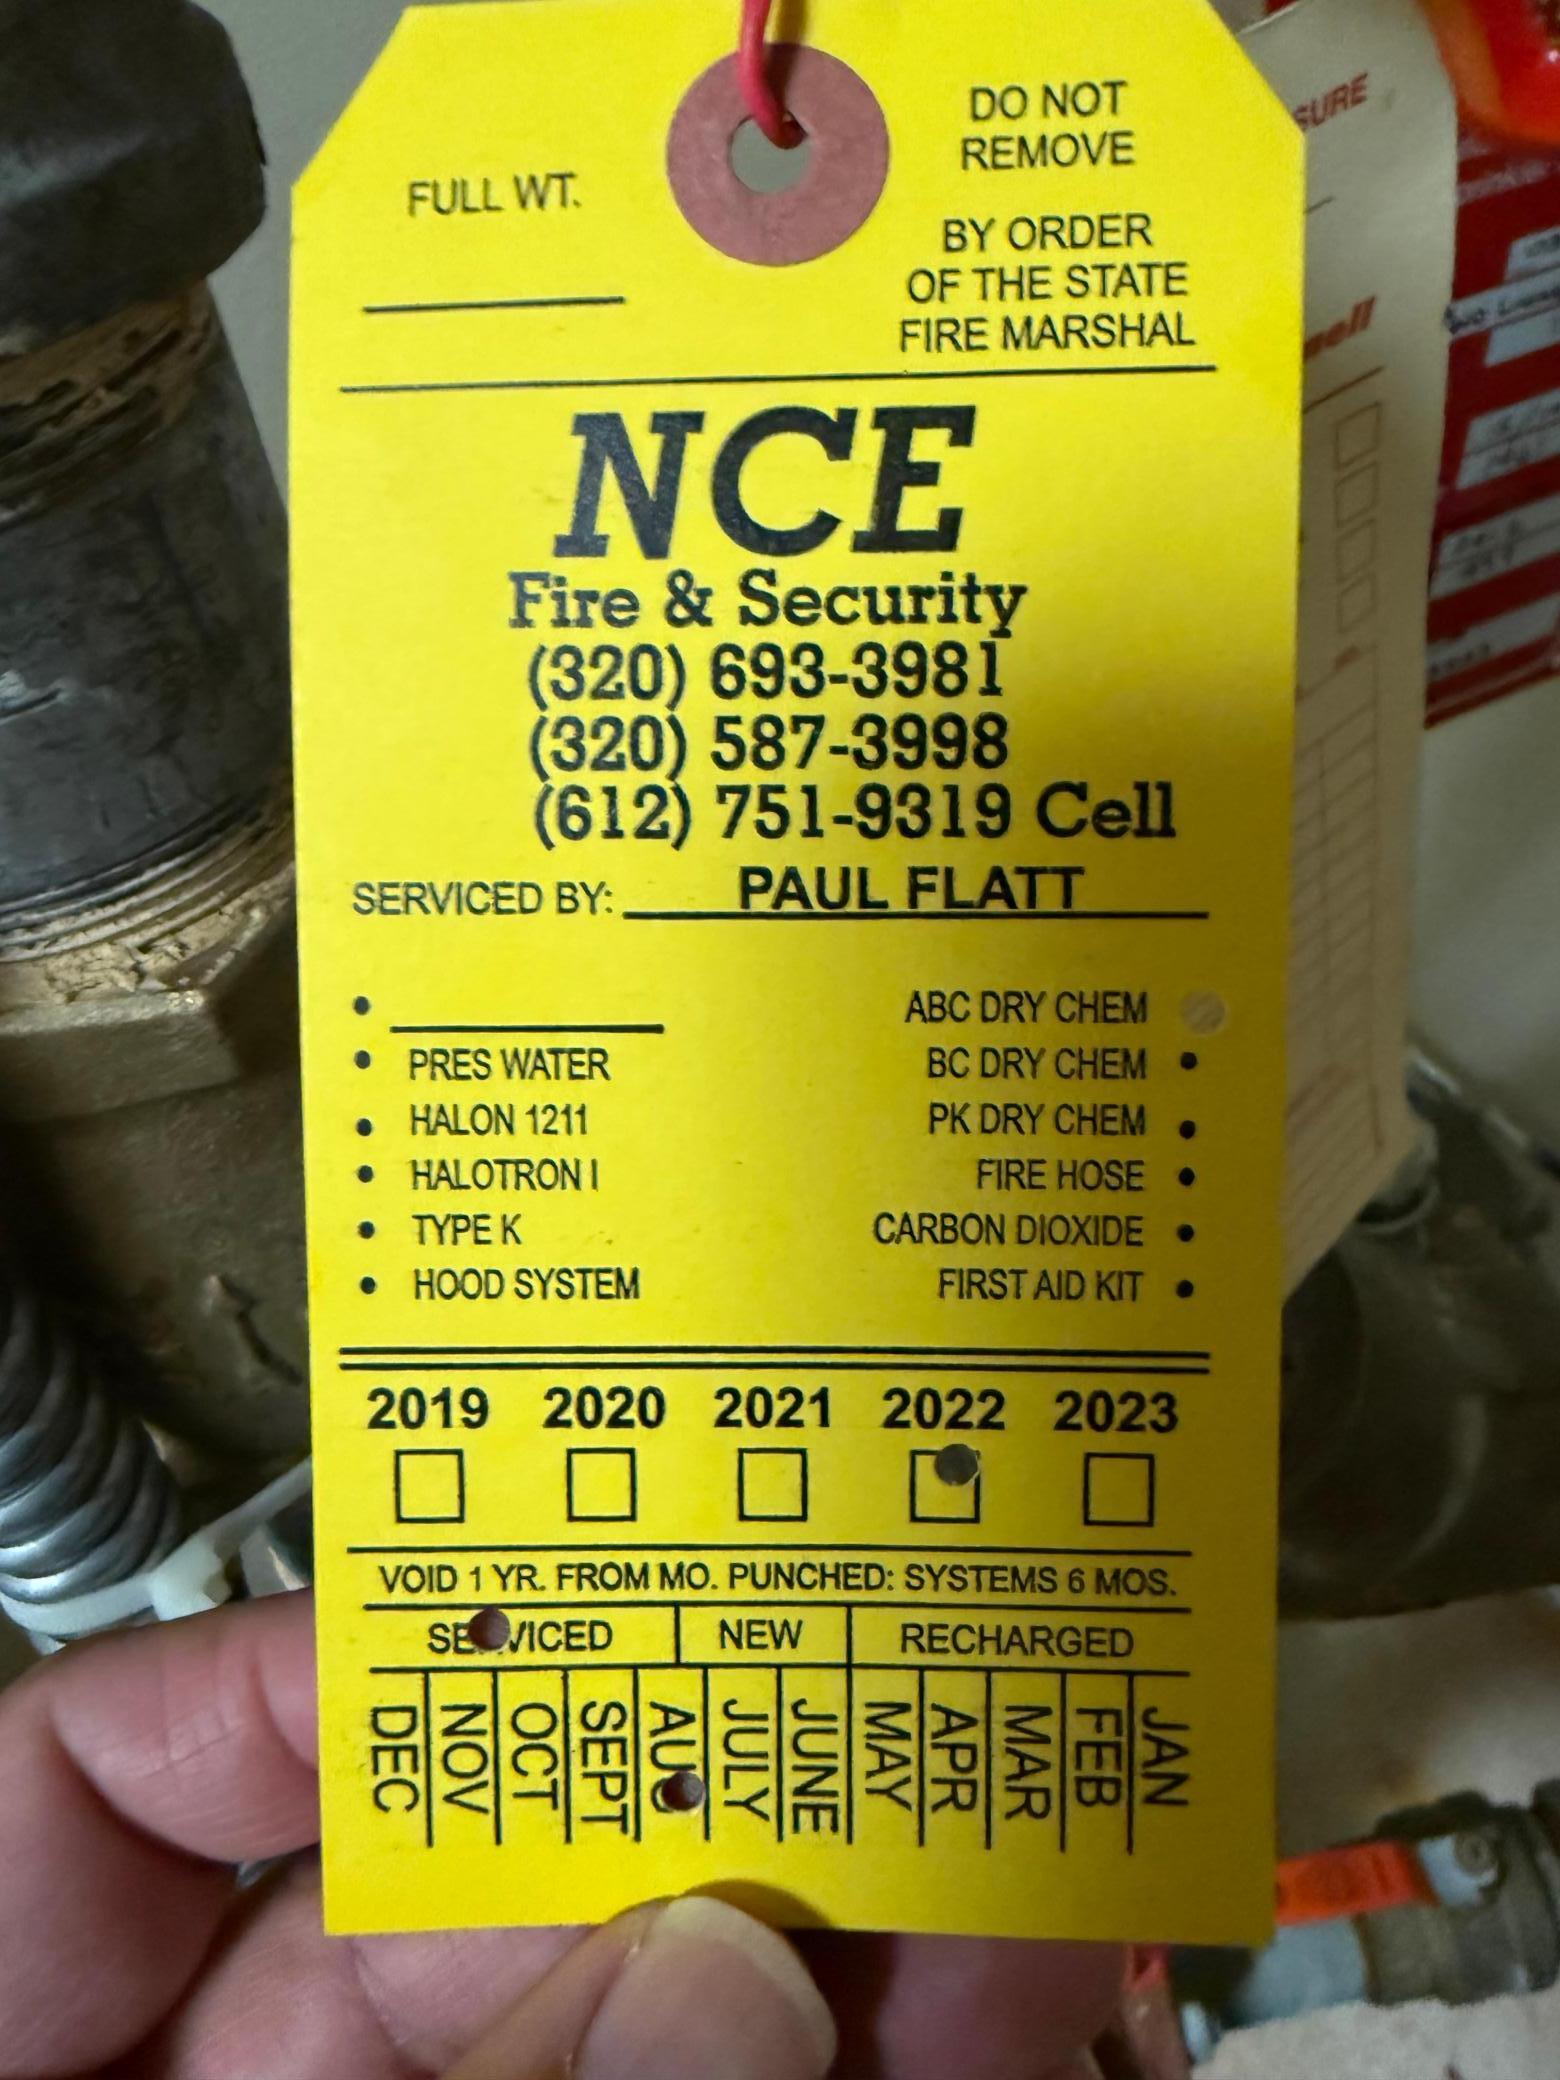 FULL WT.
DO NOT
REMOVE
BY ORDER
OF THE STATE
FIRE MARSHAL
NCE
Fire & Security
(320) 693-3981
(320) 587-3998
(612) 751-9319 Cell
SERVICED BY: PAUL FLATT
ABC DRY CHEM
PRES WATER
BC DRY CHEM
HALON 1211
PK DRY CHEM
HALOTRON I
FIRE HOSE
TYPE K
CARBON DIOXIDE
HOOD SYSTEM
FIRST AID KIT
2019 2020 2021 2022 2023
VOID 1 YR. FROM MO. PUNCHED: SYSTEMS 6 MOS.
SERVICED NEW RECHARGED
DEC
NOV
OCT
SEPT
AUG
JULY
JUNE
MAY
APR
MAR
FEB
JAN